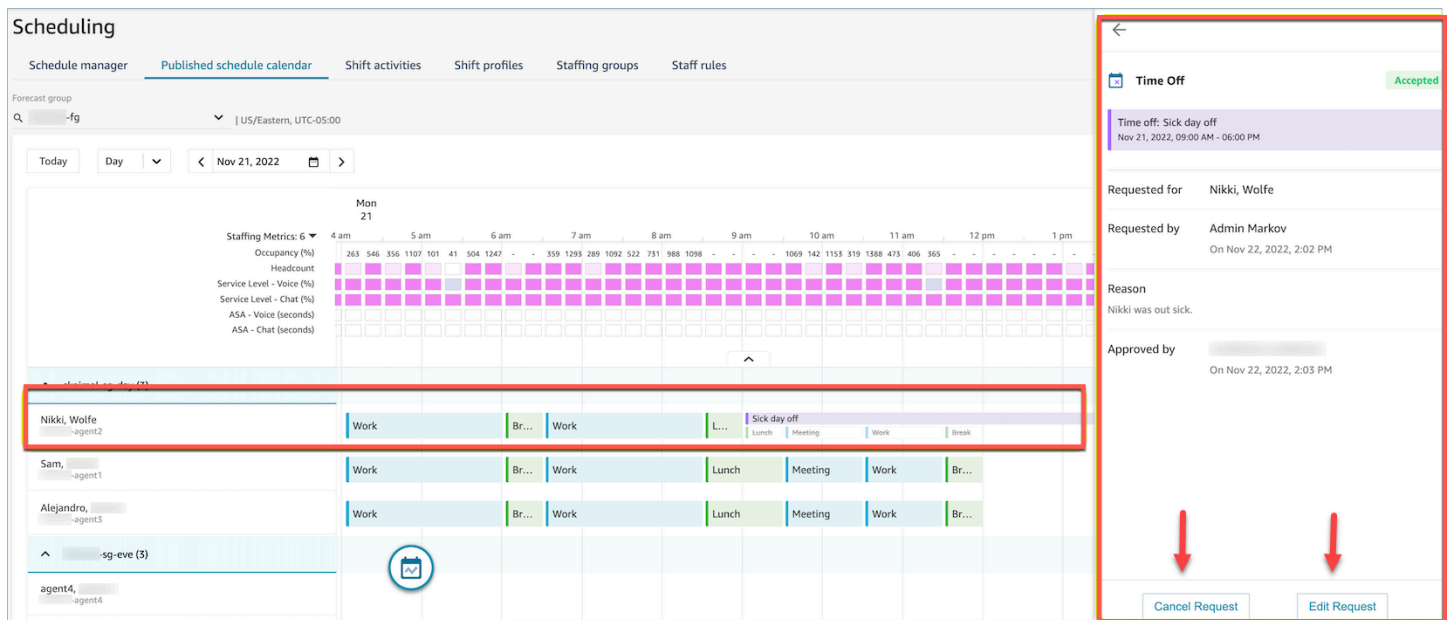 Scheduling
Schedule manager Published schedule calendar Shift activities Shift profiles Staffing groups Staff rules
Forecast group
-fg | US/Eastern, UTC-05:00
Today Day Nov 21, 2022
Mon
21
Staffing Metrics: 6 4 am 5 am 6 am 7 am 8 am 9 am 10 am 11 am 12 pm 1 pm
Occupancy (%) 263 546 356 1107 101 41 504 1247 - - 359 1293 289 1092 522 731 988 1098 - - - - 1069 142 1153 319 1388 473 406 365 - - - - -
Headcount
Service Level - Voice (%)
Service Level - Chat (%)
ASA - Voice (seconds)
ASA - Chat (seconds)
Nikki, Wolfe Work Br... Work L... Sick day off
-agent2 Lunch Meeting Work Break
Sam, Work Br... Work Lunch Meeting Work Br...
-agent1
Alejandro, Work Br... Work Lunch Meeting Work Br...
-agent3
-sg-eve (3)
agent4,
-agent4
Time Off Accepted
Time off: Sick day off
Nov 21, 2022, 09:00 AM - 06:00 PM
Requested for Nikki, Wolfe
Requested by Admin Markov
On Nov 22, 2022, 2:02 PM
Reason
Nikki was out sick.
Approved by
On Nov 22, 2022, 2:03 PM
Cancel Request Edit Request